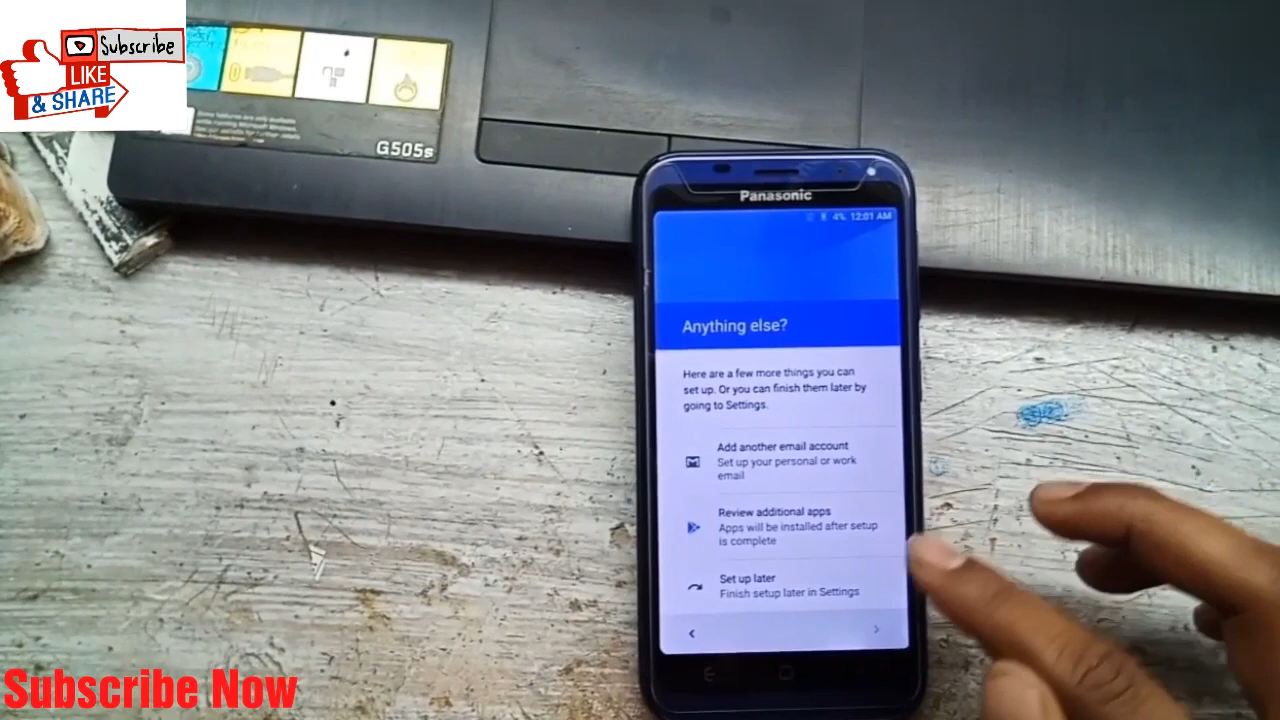 Subscribe
LIKE
& SHARE
G505s
Panasonic
4% 12:01 AM
Anything else?
Here are a few more things you can
set up. Or you can finish them later by
going to Settings.
Add another email account
Set up your personal or work
email
Review additional apps
Apps will be installed after setup
is complete
Set up later
Finish setup later in Settings
Subscribe Now